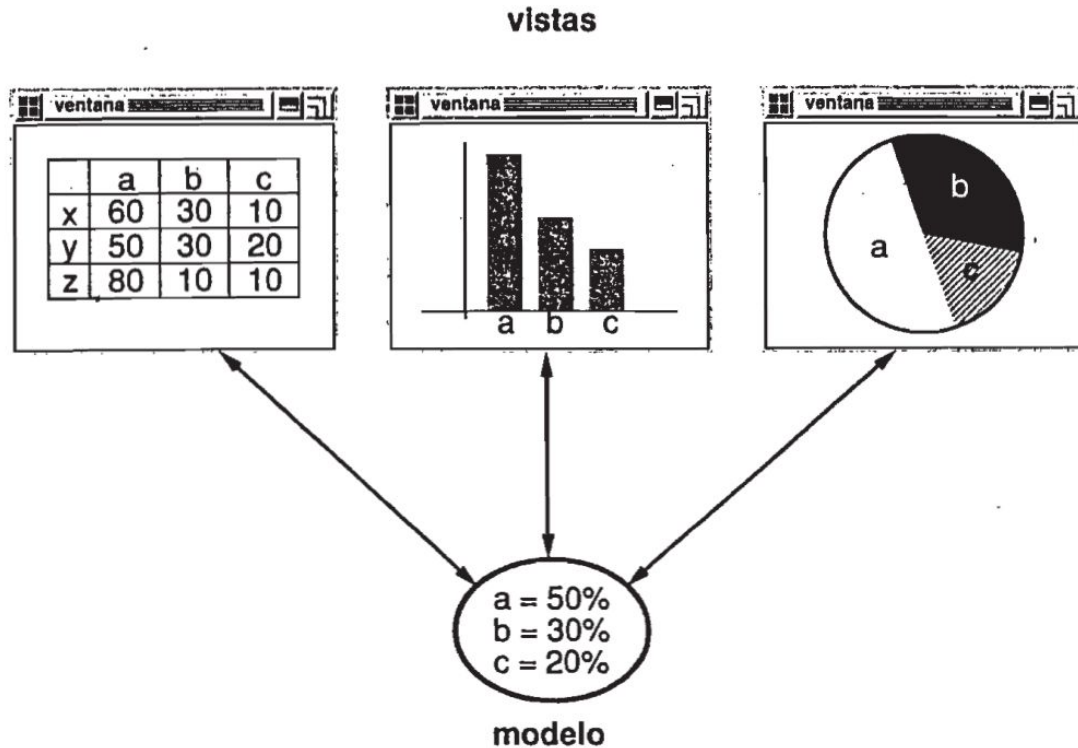 vistas
ventana
ventana
ventana
a b c
x 60 30 10
y 50 30 20
z 80 10 10
a b c
a
b
c
a = 50%
b = 30%
c = 20%
modelo